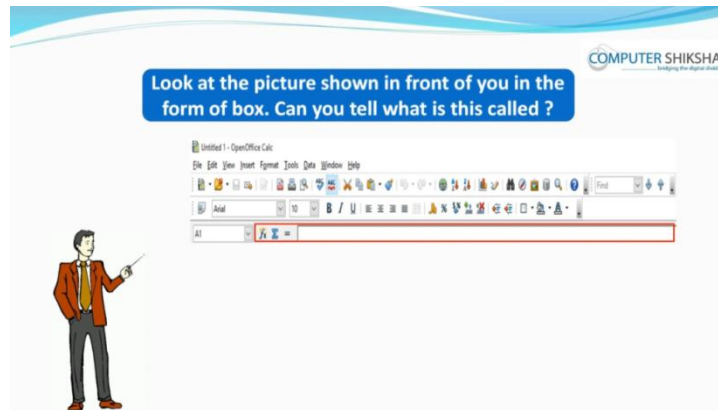 COMPUTER SHIKSHA
Look at the picture shown in front of you in the
form of box. Can you tell what is this called ?
Untitled 1 - OpenOffice Calc
File Edit View Insert Format Tools Data Window Help
Find
Arial 10 B I U
A1 =